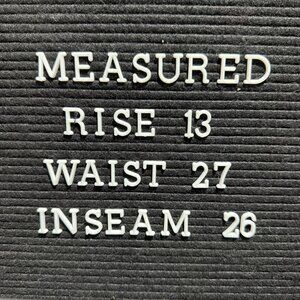 MEASURED
RISE 13
WAIST 27
INSEAM 26